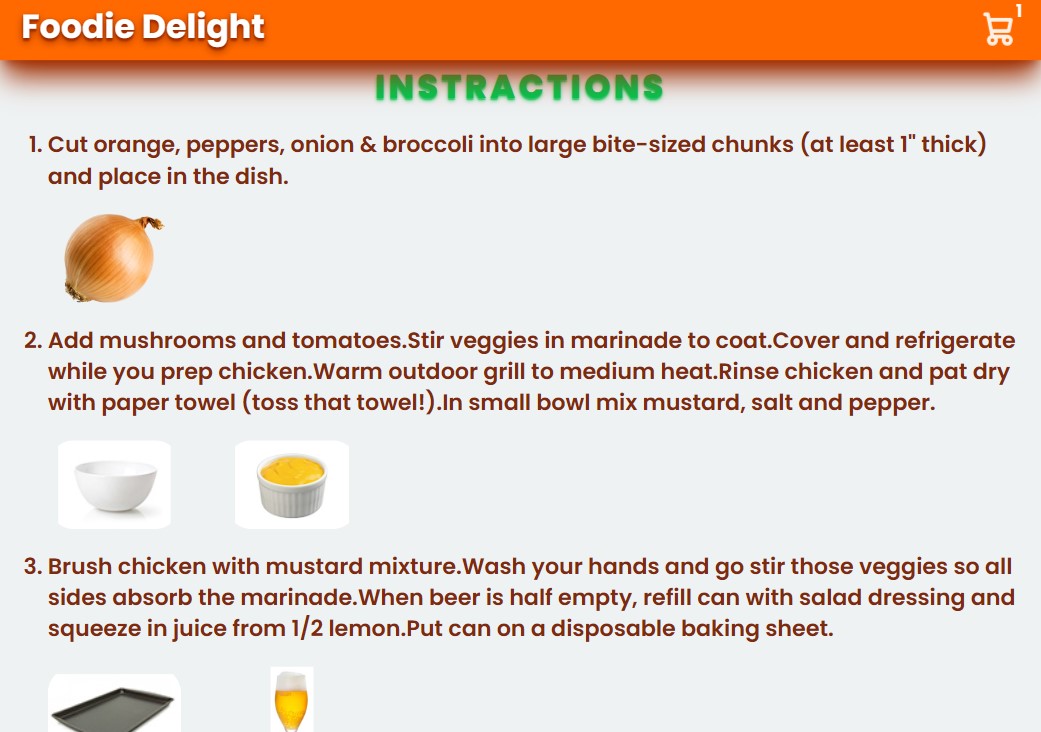 Foodie Delight
1
INSTRACTIONS
1. Cut orange, peppers, onion & broccoli into large bite-sized chunks (at least 1" thick)
and place in the dish.
2. Add mushrooms and tomatoes.Stir veggies in marinade to coat.Cover and refrigerate
while you prep chicken.Warm outdoor grill to medium heat.Rinse chicken and pat dry
with paper towel (toss that towel!).In small bowl mix mustard, salt and pepper.
3. Brush chicken with mustard mixture.Wash your hands and go stir those veggies so all
sides absorb the marinade.When beer is half empty, refill can with salad dressing and
squeeze in juice from 1/2 lemon.Put can on a disposable baking sheet.